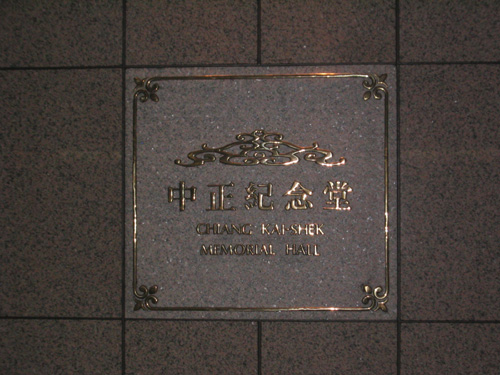 中正紀念堂
CHIANG KAI-SHEK
MEMORIAL HALL